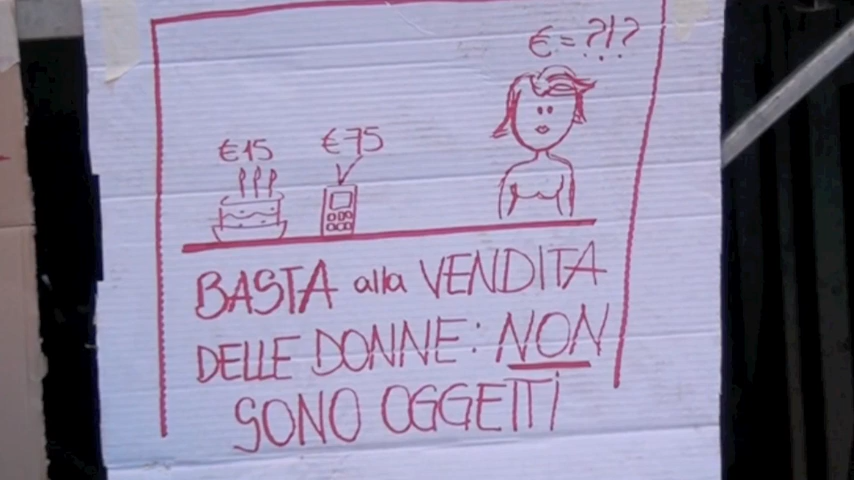 € = ?!?
€15 €75
BASTA alla VENDITA
DELLE DONNE: NON
SONO OGGETTI